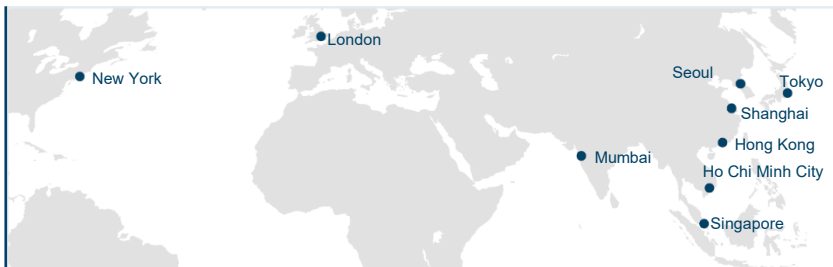 London
New York
Seoul
Tokyo
Shanghai
Hong Kong
Mumbai
Ho Chi Minh City
Singapore